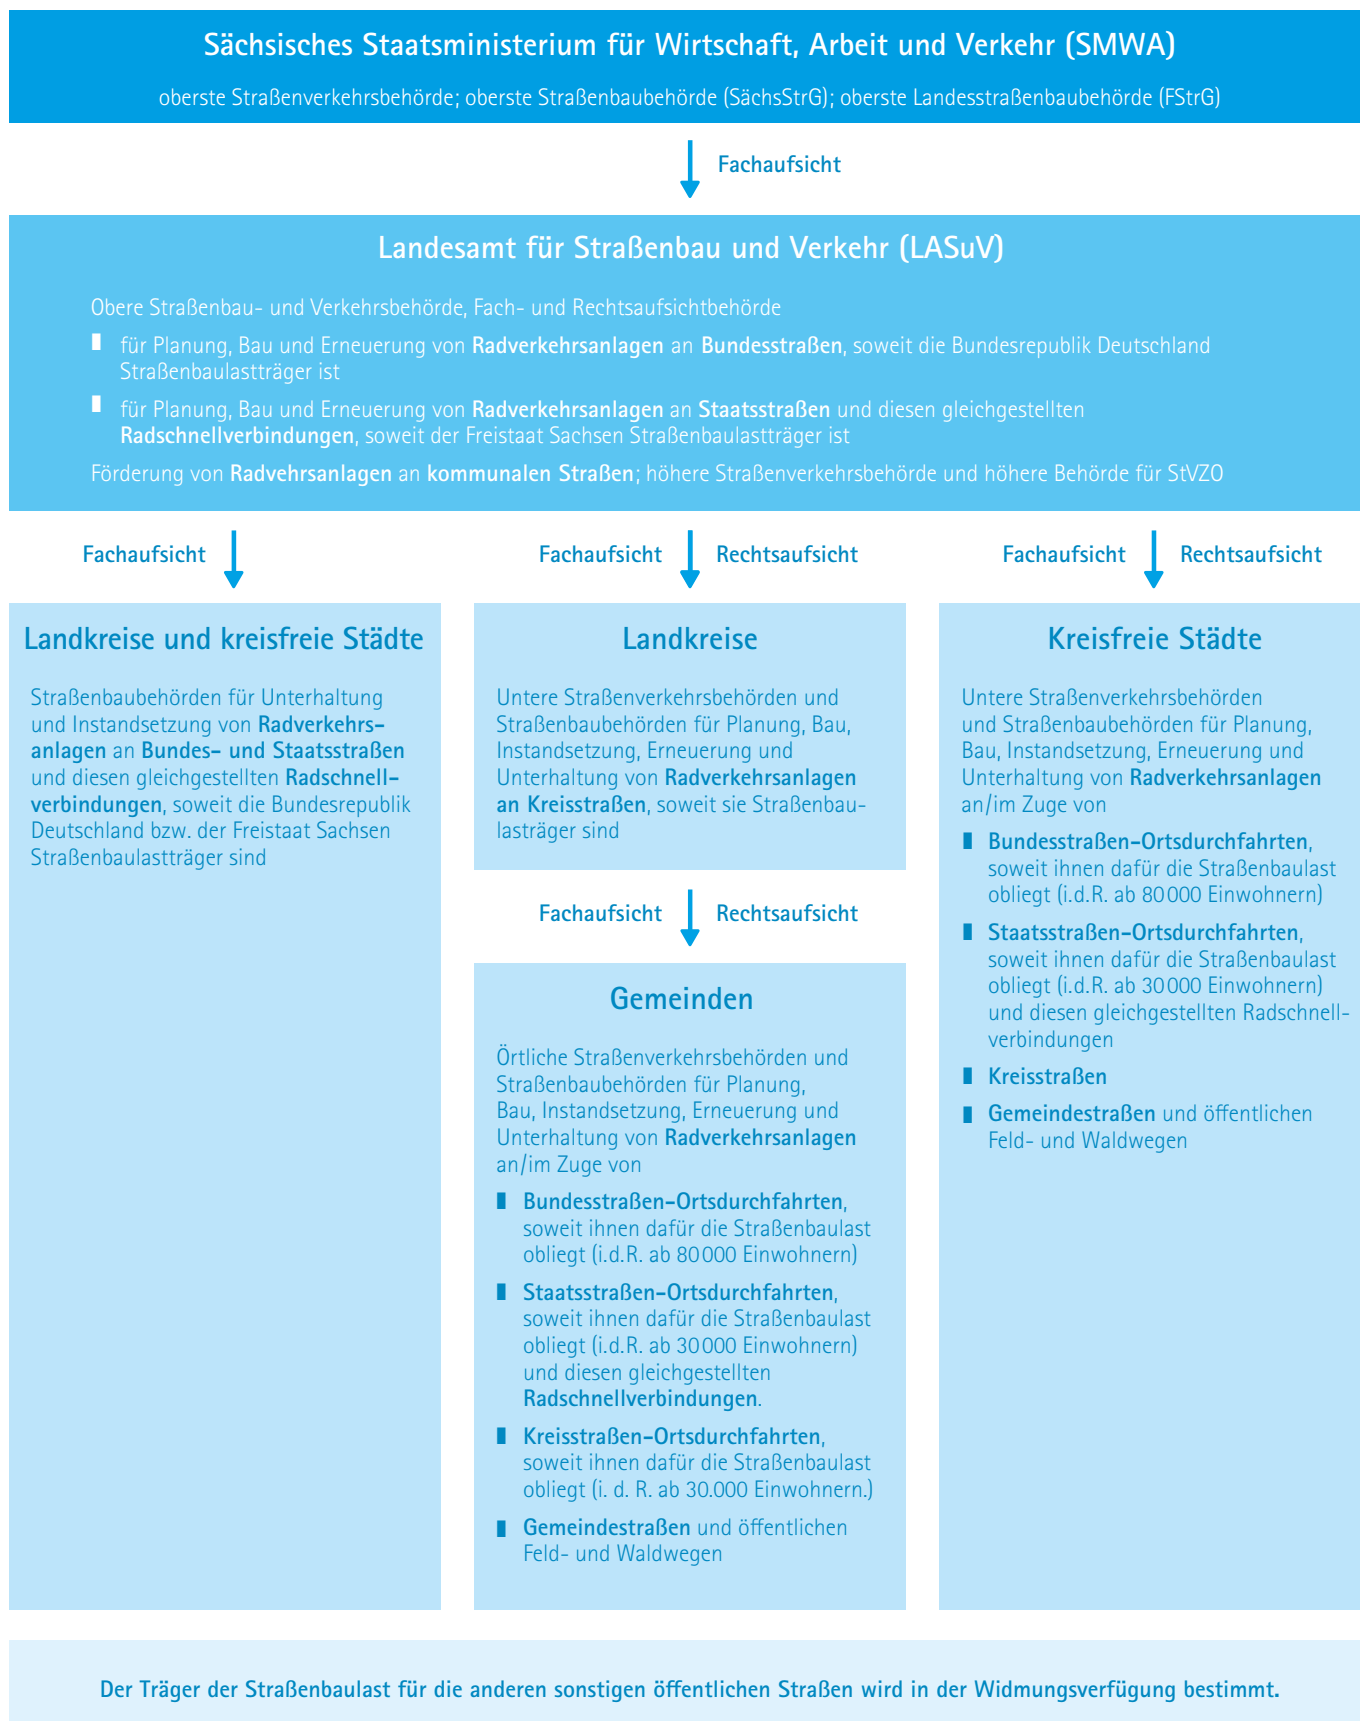 Sächsisches Staatsministerium für Wirtschaft, Arbeit und Verkehr (SMWA)
oberste Straßenverkehrsbehörde; oberste Straßenbaubehörde (SächsStrG); oberste Landesstraßenbaubehörde (FStrG)
Fachaufsicht
Landesamt für Straßenbau und Verkehr (LASuV)
Obere Straßenbau- und Verkehrsbehörde, Fach- und Rechtsaufsichtbehörde
für Planung, Bau und Erneuerung von Radverkehrsanlagen an Bundesstraßen, soweit die Bundesrepublik Deutschland
Straßenbaulastträger ist
für Planung, Bau und Erneuerung von Radverkehrsanlagen an Staatsstraßen und diesen gleichgestellten
Radschnellverbindungen, soweit der Freistaat Sachsen Straßenbaulastträger ist
Förderung von Radvehrsanlagen an kommunalen Straßen; höhere Straßenverkehrsbehörde und höhere Behörde für StVZO
Fachaufsicht
Fachaufsicht Rechtsaufsicht
Fachaufsicht Rechtsaufsicht
Landkreise und kreisfreie Städte
Straßenbaubehörden für Unterhaltung
und Instandsetzung von Radverkehrs-
anlagen an Bundes- und Staatsstraßen
und diesen gleichgestellten Radschnell-
verbindungen, soweit die Bundesrepublik
Deutschland bzw. der Freistaat Sachsen
Straßenbaulastträger sind
Landkreise
Untere Straßenverkehrsbehörden und
Straßenbaubehörden für Planung, Bau,
Instandsetzung, Erneuerung und
Unterhaltung von Radverkehrsanlagen
an Kreisstraßen, soweit sie Straßenbau-
lasträger sind
Fachaufsicht Rechtsaufsicht
Gemeinden
Örtliche Straßenverkehrsbehörden und
Straßenbaubehörden für Planung,
Bau, Instandsetzung, Erneuerung und
Unterhaltung von Radverkehrsanlagen
an/im Zuge von
Bundesstraßen-Ortsdurchfahrten,
soweit ihnen dafür die Straßenbaulast
obliegt (i.d.R. ab 80 000 Einwohnern)
Staatsstraßen-Ortsdurchfahrten,
soweit ihnen dafür die Straßenbaulast
obliegt (i.d.R. ab 30 000 Einwohnern)
und diesen gleichgestellten
Radschnellverbindungen.
Kreisstraßen-Ortsdurchfahrten,
soweit ihnen dafür die Straßenbaulast
obliegt (i. d. R. ab 30.000 Einwohnern.)
Gemeindestraßen und öffentlichen
Feld- und Waldwegen
Kreisfreie Städte
Untere Straßenverkehrsbehörden
und Straßenbaubehörden für Planung,
Bau, Instandsetzung, Erneuerung und
Unterhaltung von Radverkehrsanlagen
an/im Zuge von
Bundesstraßen-Ortsdurchfahrten,
soweit ihnen dafür die Straßenbaulast
obliegt (i.d.R. ab 80 000 Einwohnern)
Staatsstraßen-Ortsdurchfahrten,
soweit ihnen dafür die Straßenbaulast
obliegt (i.d.R. ab 30 000 Einwohnern)
und diesen gleichgestellten Radschnell-
verbindungen
Kreisstraßen
Gemeindestraßen und öffentlichen
Feld- und Waldwegen
Der Träger der Straßenbaulast für die anderen sonstigen öffentlichen Straßen wird in der Widmungsverfügung bestimmt.